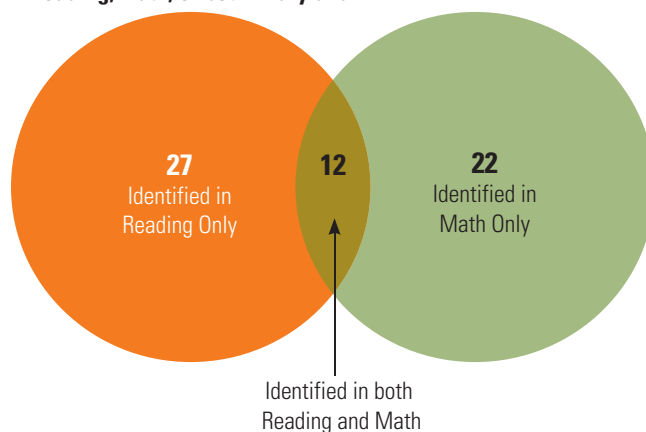 27
Identified in
Reading Only
12
22
Identified in
Math Only
Identified in both
Reading and Math